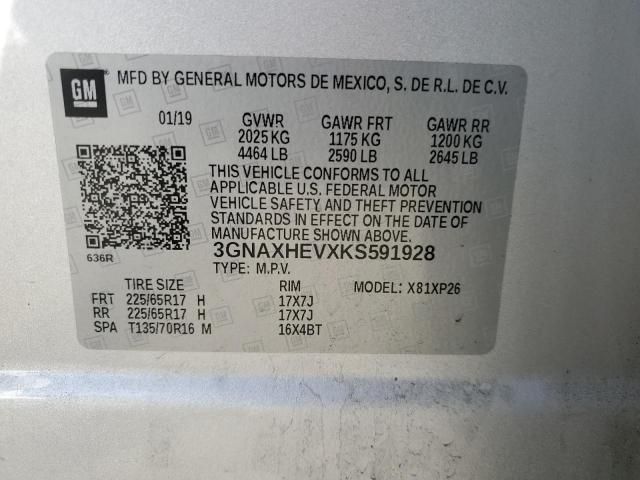 GM MFD BY GENERAL MOTORS DE MEXICO, S. DE R.L. DE C.V.
01/19 GVWR GAWR FRT GAWR RR
2025 KG 1175 KG 1200 KG
4464 LB 2590 LB 2645 LB
THIS VEHICLE CONFORMS TO ALL
APPLICABLE U.S. FEDERAL MOTOR
VEHICLE SAFETY AND THEFT PREVENTION
STANDARDS IN EFFECT ON THE DATE OF
MANUFACTURE SHOWN ABOVE.
636R 3GNAXHEVXKS591928
TYPE: M.P.V.
TIRE SIZE RIM MODEL: X81XP26
FRT 225/65R17 H 17X7J
RR 225/65R17 H 17X7J
SPA T135/70R16 M 16X4BT